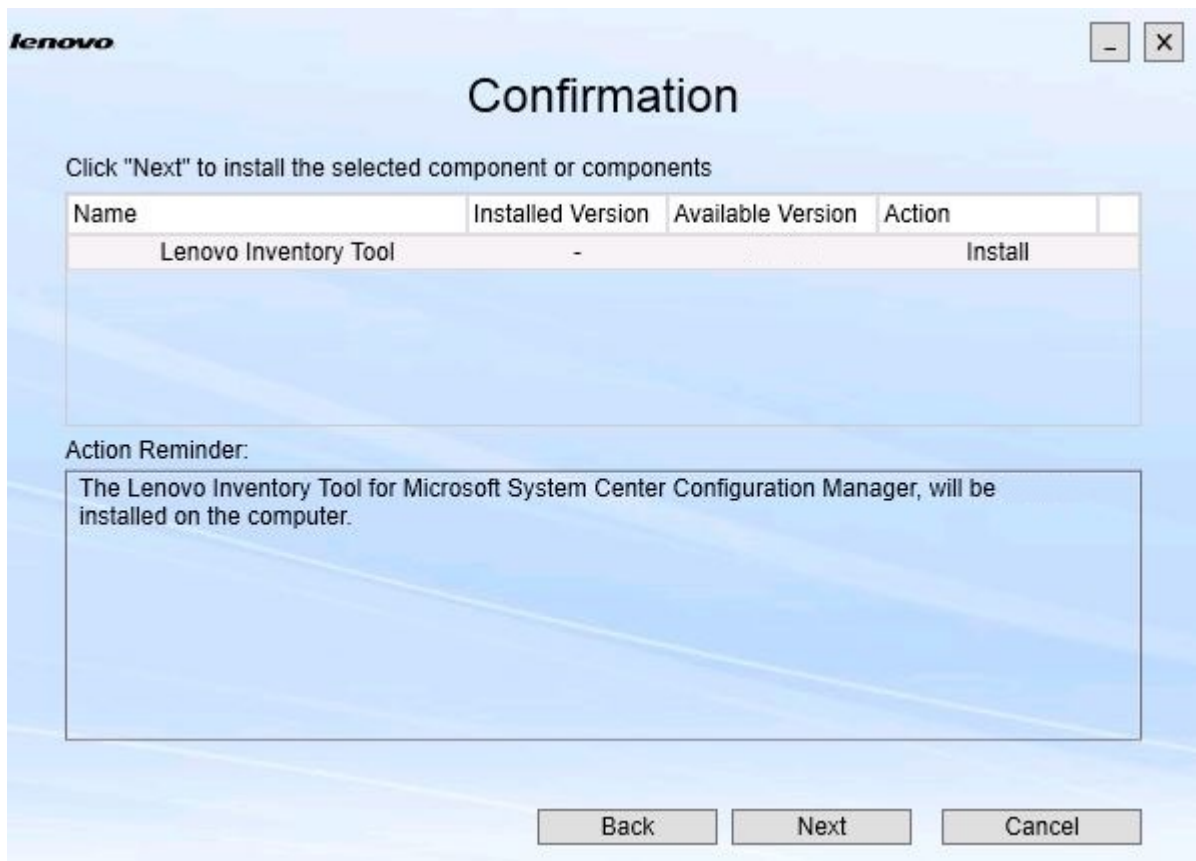 lenovo
_ X
Confirmation
Click "Next" to install the selected component or components
Name Installed Version Available Version Action
Lenovo Inventory Tool - Install
Action Reminder:
The Lenovo Inventory Tool for Microsoft System Center Configuration Manager, will be
installed on the computer.
Back Next Cancel